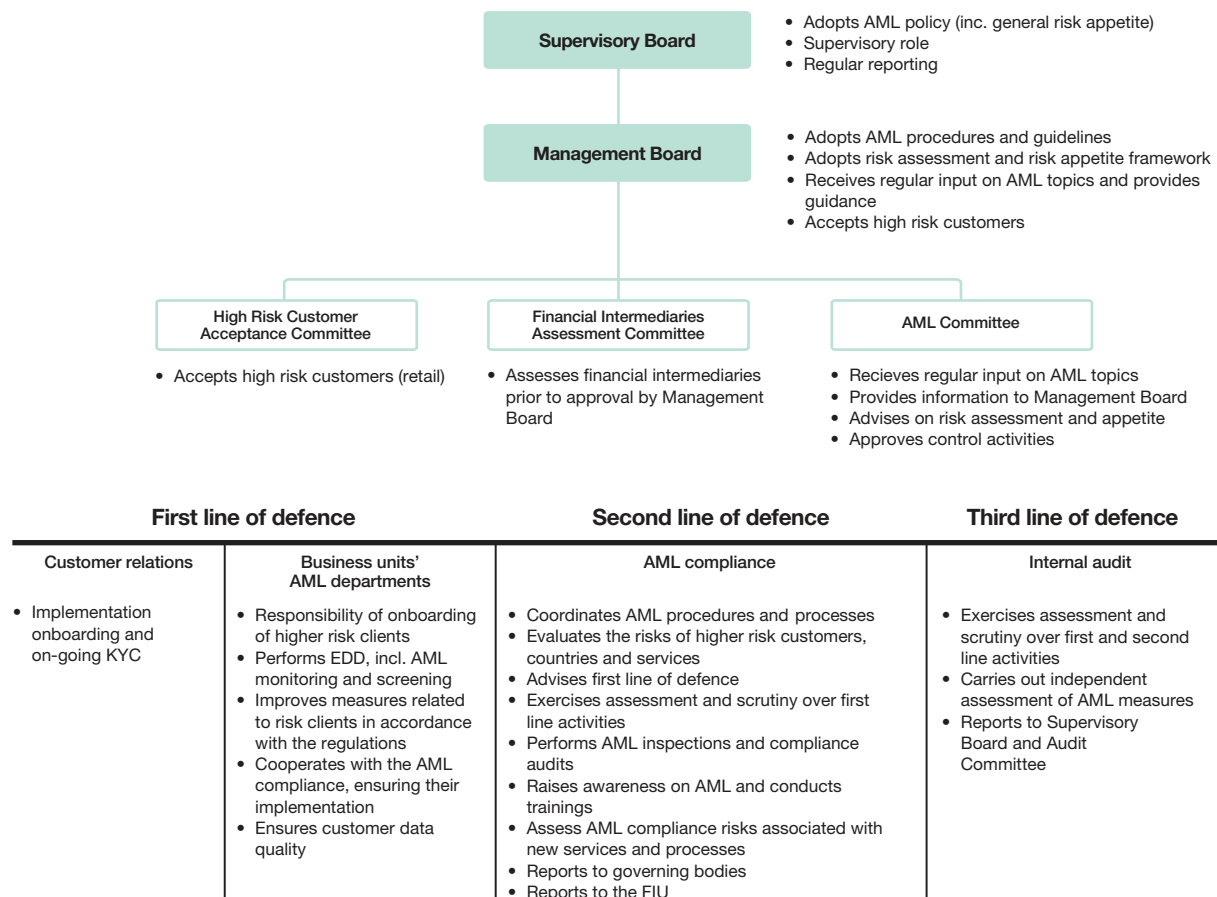 Supervisory Board
• Adopts AML policy (inc. general risk appetite)
• Supervisory role
• Regular reporting
Management Board
• Adopts AML procedures and guidelines
• Adopts risk assessment and risk appetite framework
• Receives regular input on AML topics and provides
guidance
• Accepts high risk customers
High Risk Customer
Acceptance Committee
• Accepts high risk customers (retail)
Financial Intermediaries
Assessment Committee
• Assesses financial intermediaries
prior to approval by Management
Board
AML Committee
• Recieves regular input on AML topics
• Provides information to Management Board
• Advises on risk assessment and appetite
• Approves control activities
First line of defence
Customer relations
• Implementation
onboarding and
on-going KYC
Business units’
AML departments
• Responsibility of onboarding
of higher risk clients
• Performs EDD, incl. AML
monitoring and screening
• Improves measures related
to risk clients in accordance
with the regulations
• Cooperates with the AML
compliance, ensuring their
implementation
• Ensures customer data
quality
Second line of defence
AML compliance
• Coordinates AML procedures and processes
• Evaluates the risks of higher risk customers,
countries and services
• Advises first line of defence
• Exercises assessment and scrutiny over first
line activities
• Performs AML inspections and compliance
audits
• Raises awareness on AML and conducts
trainings
• Assess AML compliance risks associated with
new services and processes
• Reports to governing bodies
• Reports to the FIU
Third line of defence
Internal audit
• Exercises assessment and
scrutiny over first and second
line activities
• Carries out independent
assessment of AML measures
• Reports to Supervisory
Board and Audit
Committee